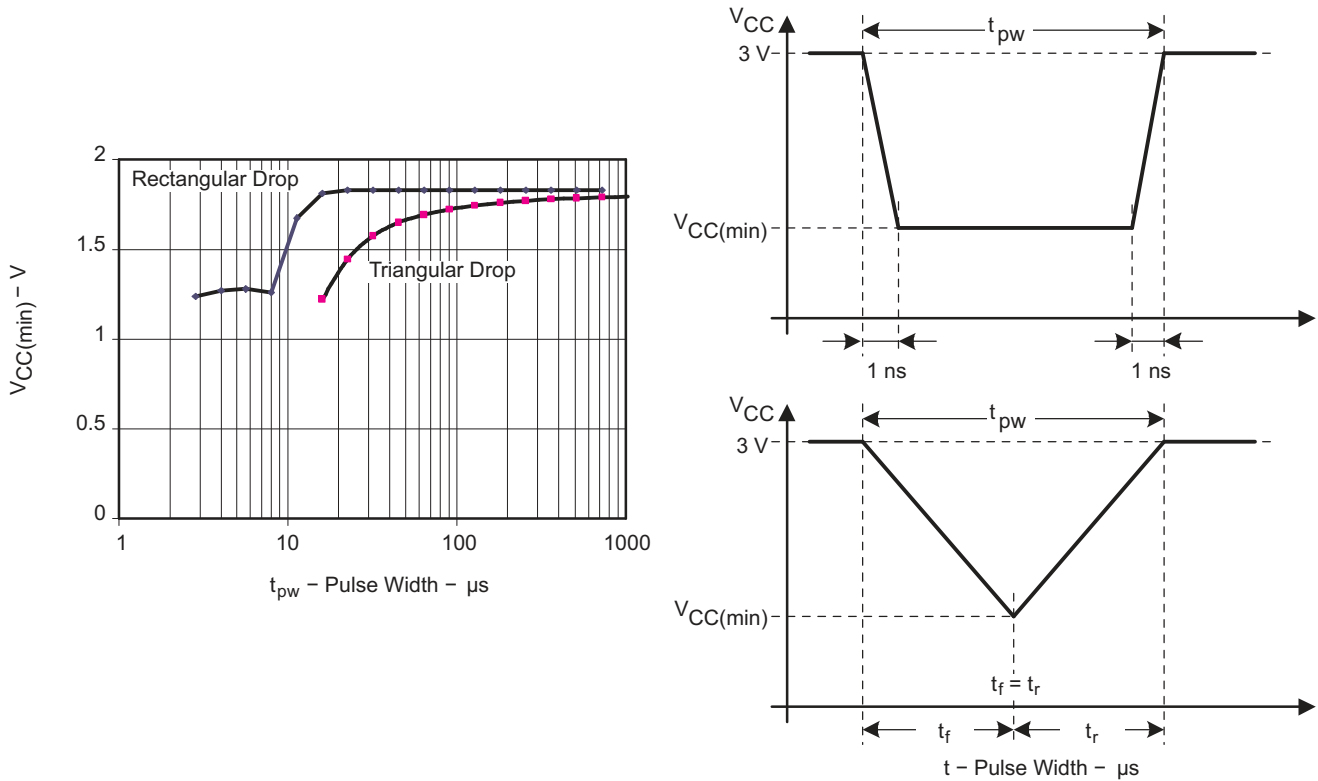 2
1.5
1
0.5
0
1
10
100
1000
VCC(min) – V
tpw – Pulse Width – µs
Rectangular Drop
Triangular Drop
VCC
3 V
tpw
VCC(min)
1 ns
1 ns
VCC
3 V
tpw
VCC(min)
tf = tr
tf
tr
t – Pulse Width – µs